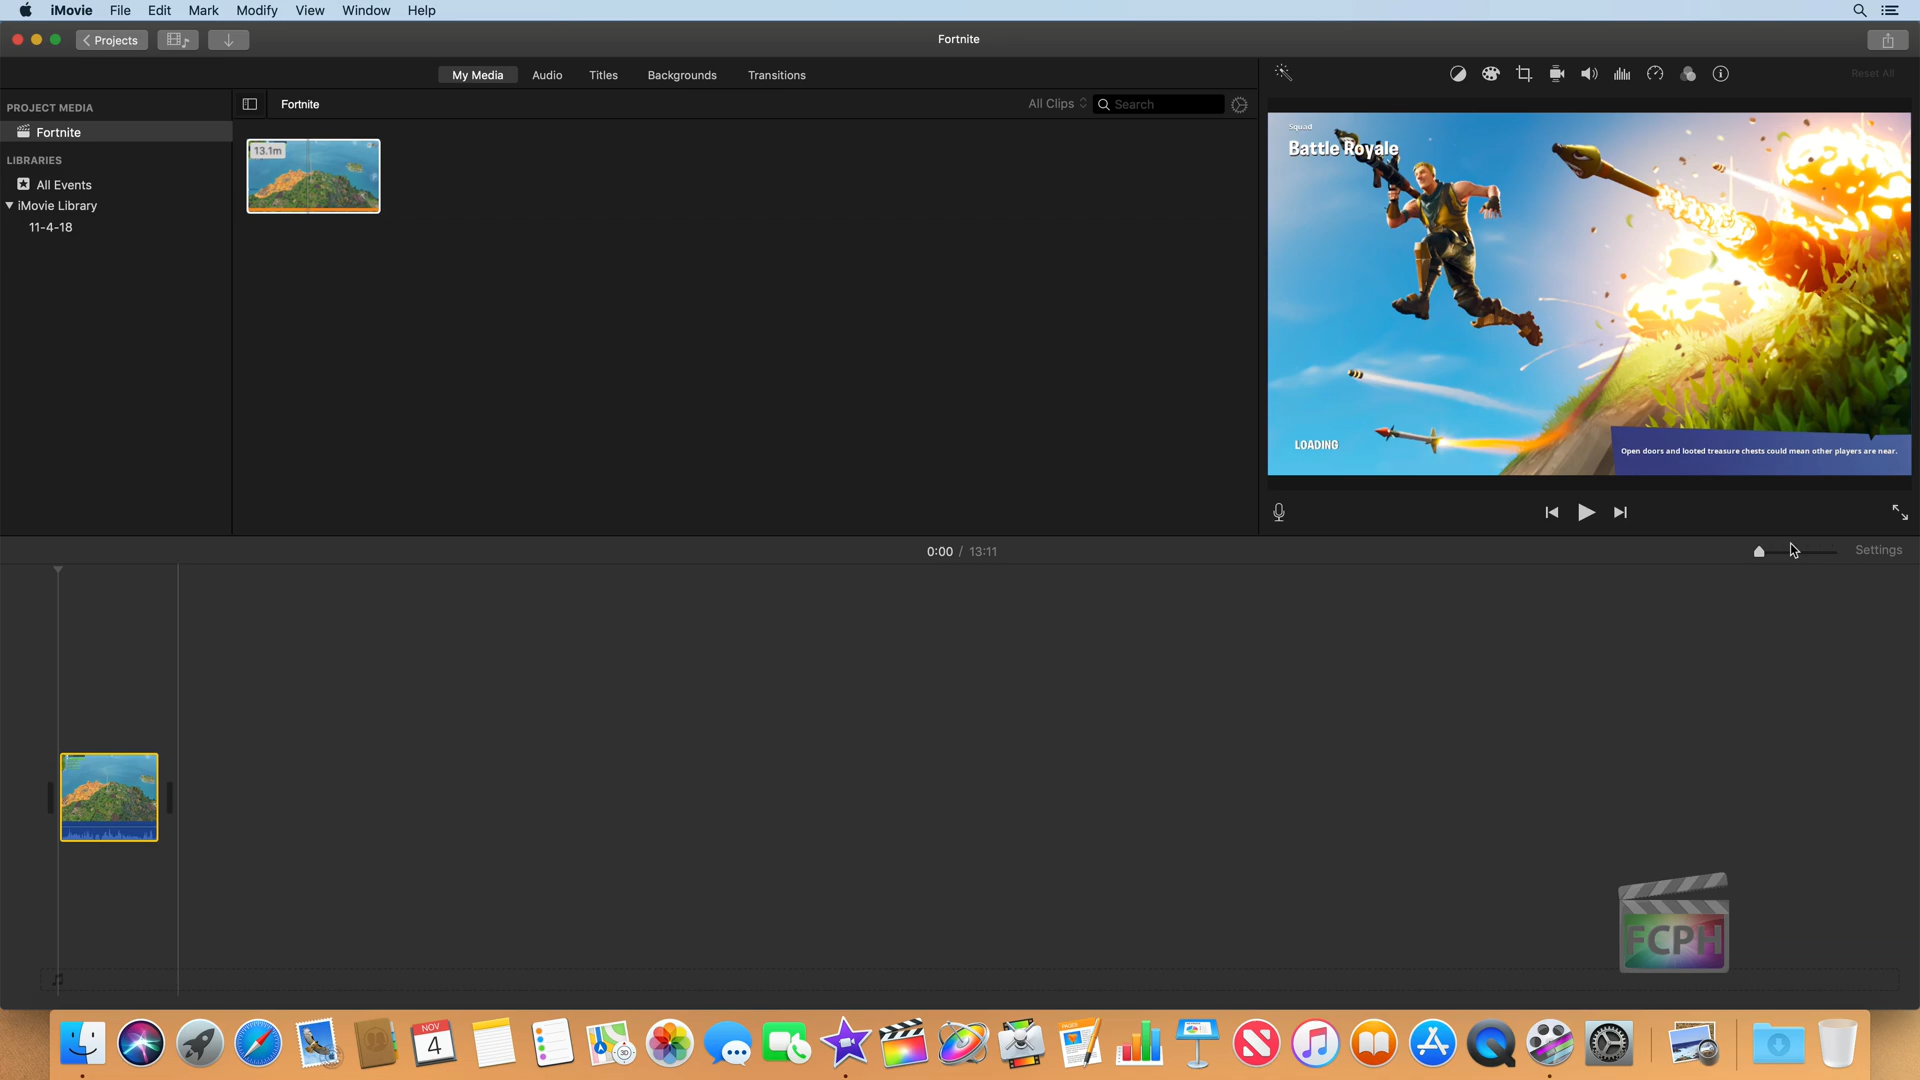 iMovie File Edit Mark Modify View Window Help
Projects
Fortnite
My Media Audio Titles Backgrounds Transitions
Reset All
PROJECT MEDIA
Fortnite
All Clips
Search
Fortnite
LIBRARIES
All Events
iMovie Library
11-4-18
13.1m
Squad
Battle Royale
LOADING
Open doors and looted treasure chests could mean other players are near.
0:00 / 13:11
Settings
FCPH
NOV
4
PAGES
3D